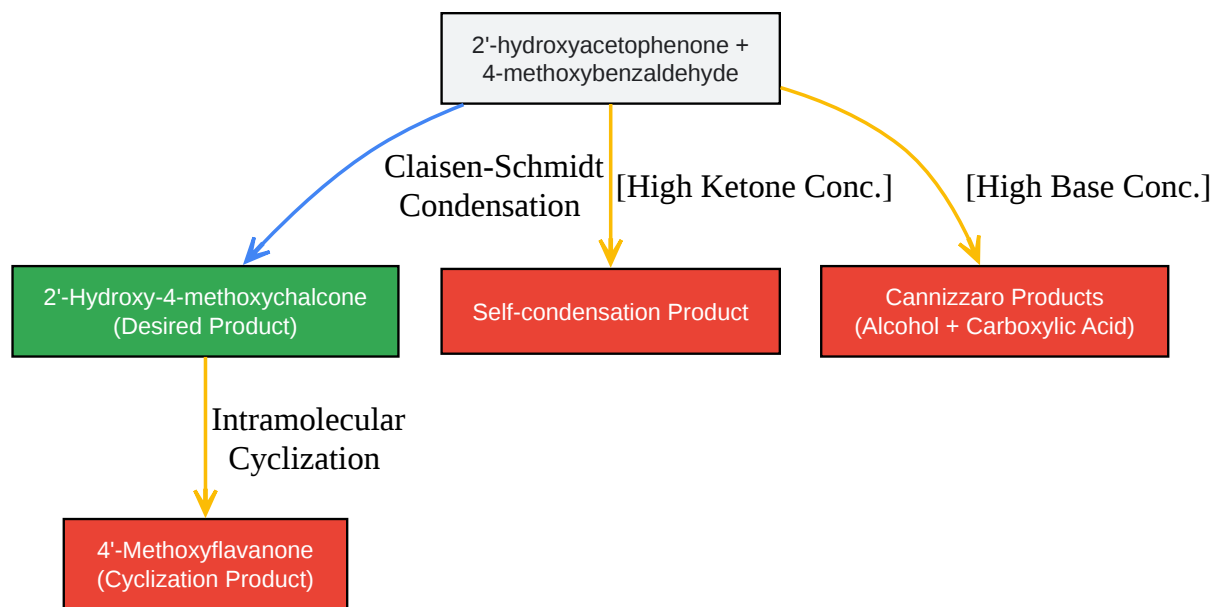 2'-hydroxyacetophenone +
4-methoxybenzaldehyde
Claisen-Schmidt
Condensation
[High Ketone Conc.]
[High Base Conc.]
2'-Hydroxy-4-methoxychalcone
(Desired Product)
Self-condensation Product
Cannizzaro Products
(Alcohol + Carboxylic Acid)
Intramolecular
Cyclization
4'-Methoxyflavanone
(Cyclization Product)